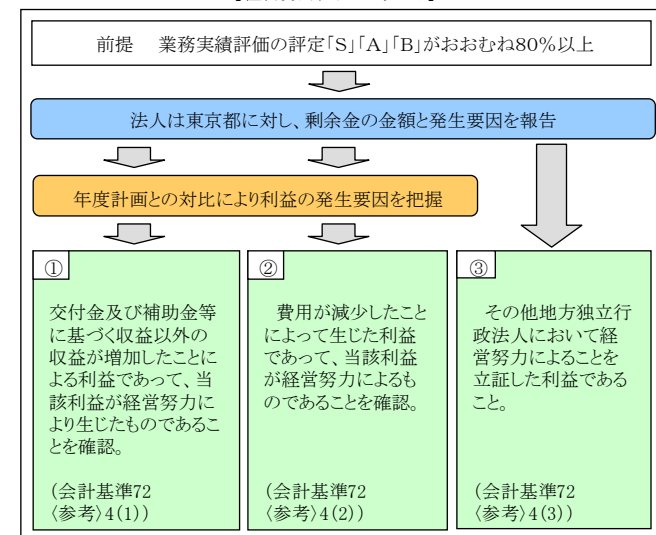 前提　業務実績評価の評定「S」「A」「B」がおおむね80％以上
法人は東京都に対し、剰余金の金額と発生要因を報告
年度計画との対比により利益の発生要因を把握
①
交付金及び補助金等
に基づく収益以外の
収益が増加したことに
よる利益であって、当
該利益が経営努力に
より生じたものであるこ
とを確認。
(会計基準72
〈参考〉4(1))
②
費用が減少したこと
によって生じた利益
であって、当該利益
が経営努力によるも
のであることを確認。
(会計基準72
〈参考〉4(2))
③
その他地方独立行
政法人において経
営努力によることを
立証した利益である
こと。
(会計基準72
〈参考〉4(3))